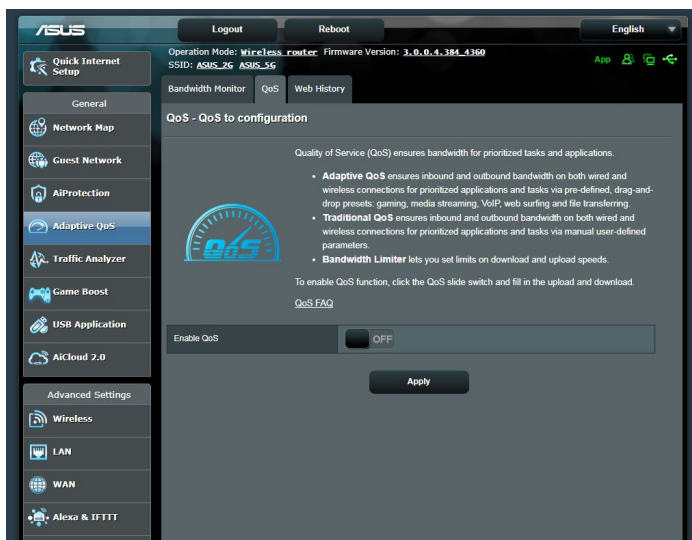 ASUS
Logout
Reboot
English
Quick Internet
Setup
Operation Mode: Wireless router Firmware Version: 3.0.0.4.384_4360
SSID: ASUS_2G ASUS_5G
App
General
Network Map
Guest Network
AiProtection
Adaptive QoS
Traffic Analyzer
Game Boost
USB Application
AiCloud 2.0
Advanced Settings
Wireless
LAN
WAN
Alexa & IFTTT
Bandwidth Monitor QoS Web History
QoS - QoS to configuration
Quality of Service (QoS) ensures bandwidth for prioritized tasks and applications.
• Adaptive QoS ensures inbound and outbound bandwidth on both wired and
wireless connections for prioritized applications and tasks via pre-defined, drag-and-
drop presets: gaming, media streaming, VoIP, web surfing and file transferring.
• Traditional QoS ensures inbound and outbound bandwidth on both wired and
wireless connections for prioritized applications and tasks via manual user-defined
parameters.
• Bandwidth Limiter lets you set limits on download and upload speeds.
To enable QoS function, click the QoS slide switch and fill in the upload and download.
QoS FAQ
QoS
Enable QoS
OFF
Apply